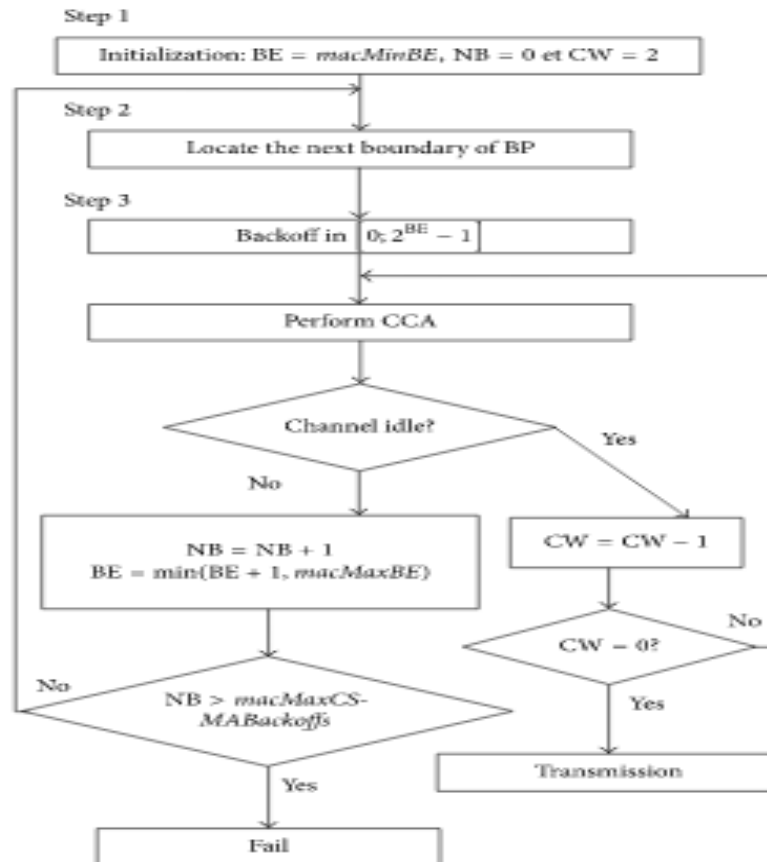 Step 1
Initialization: BE = macMinBE, NB = 0 et CW = 2
Step 2
Locate the next boundary of BP
Step 3
Backoff in [0; 2^BE − 1]
Perform CCA
Channel idle?
Yes
No
NB = NB + 1
BE = min(BE + 1, macMaxBE)
CW = CW − 1
CW = 0?
No
No
NB > macMaxCS-
MABackoffs
Yes
Transmission
Yes
Fail